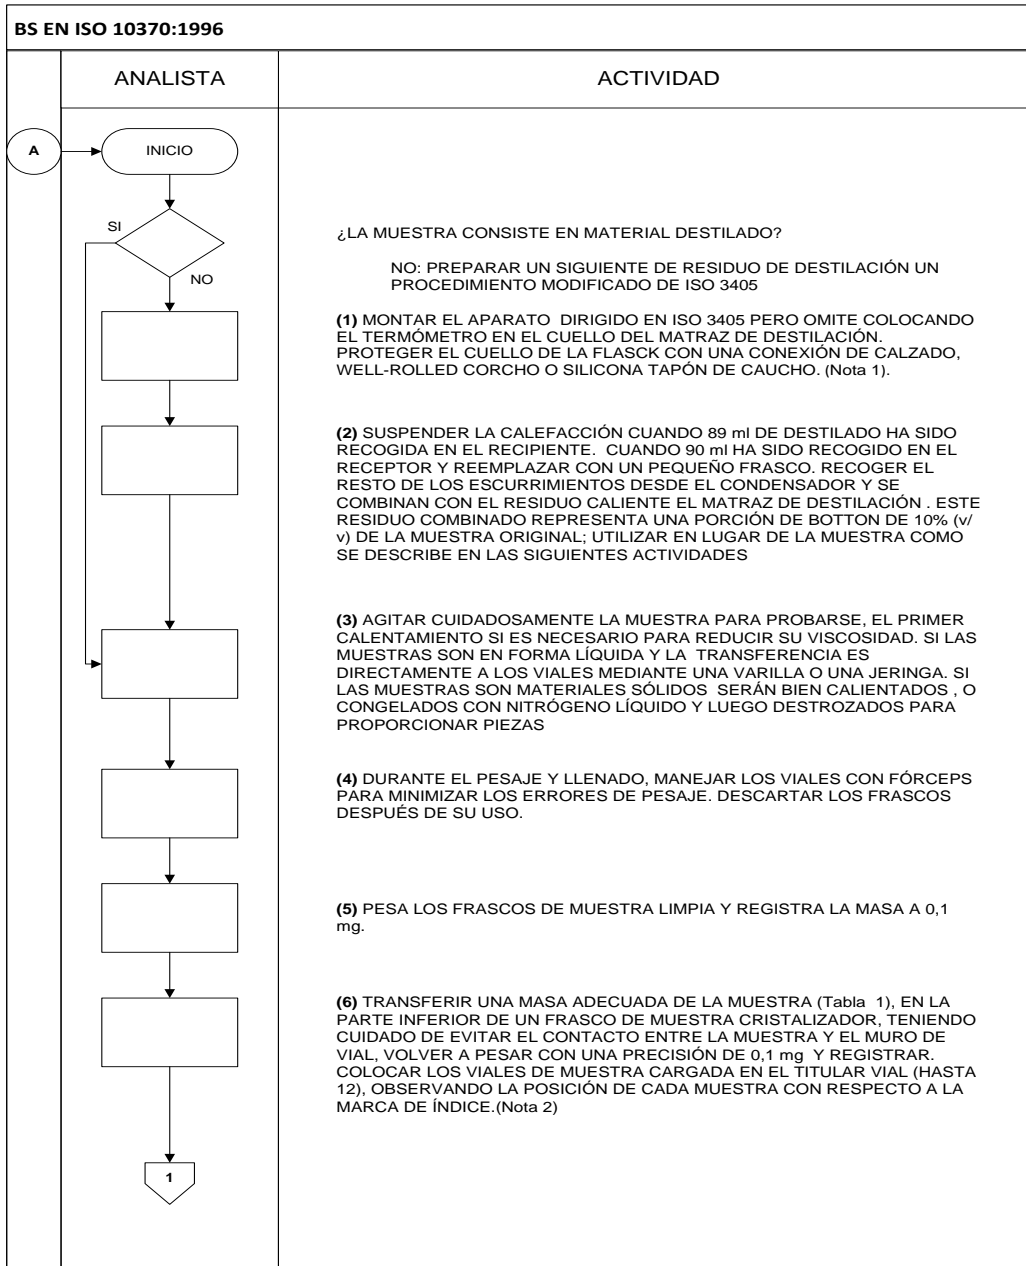 BS EN ISO 10370:1996
ANALISTA
ACTIVIDAD
A
INICIO
SI
NO
¿LA MUESTRA CONSISTE EN MATERIAL DESTILADO?
NO: PREPARAR UN SIGUIENTE DE RESIDUO DE DESTILACIÓN UN
PROCEDIMIENTO MODIFICADO DE ISO 3405
(1) MONTAR EL APARATO DIRIGIDO EN ISO 3405 PERO OMITE COLOCANDO
EL TERMÓMETRO EN EL CUELLO DEL MATRAZ DE DESTILACIÓN.
PROTEGER EL CUELLO DE LA FLASCK CON UNA CONEXIÓN DE CALZADO,
WELL-ROLLED CORCHO O SILICONA TAPÓN DE CAUCHO. (Nota 1).
(2) SUSPENDER LA CALEFACCIÓN CUANDO 89 ml DE DESTILADO HA SIDO
RECOGIDA EN EL RECIPIENTE. CUANDO 90 ml HA SIDO RECOGIDO EN EL
RECEPTOR Y REEMPLAZAR CON UN PEQUEÑO FRASCO. RECOGER EL
RESTO DE LOS ESCURRIMIENTOS DESDE EL CONDENSADOR Y SE
COMBINAN CON EL RESIDUO CALIENTE EL MATRAZ DE DESTILACIÓN . ESTE
RESIDUO COMBINADO REPRESENTA UNA PORCIÓN DE BOTTON DE 10% (v/
v) DE LA MUESTRA ORIGINAL; UTILIZAR EN LUGAR DE LA MUESTRA COMO
SE DESCRIBE EN LAS SIGUIENTES ACTIVIDADES
(3) AGITAR CUIDADOSAMENTE LA MUESTRA PARA PROBARSE, EL PRIMER
CALENTAMIENTO SI ES NECESARIO PARA REDUCIR SU VISCOSIDAD. SI LAS
MUESTRAS SON EN FORMA LÍQUIDA Y LA TRANSFERENCIA ES
DIRECTAMENTE A LOS VIALES MEDIANTE UNA VARILLA O UNA JERINGA. SI
LAS MUESTRAS SON MATERIALES SÓLIDOS SERÁN BIEN CALIENTADOS , O
CONGELADOS CON NITRÓGENO LÍQUIDO Y LUEGO DESTROZADOS PARA
PROPORCIONAR PIEZAS
(4) DURANTE EL PESAJE Y LLENADO, MANEJAR LOS VIALES CON FÓRCEPS
PARA MINIMIZAR LOS ERRORES DE PESAJE. DESCARTAR LOS FRASCOS
DESPUÉS DE SU USO.
(5) PESA LOS FRASCOS DE MUESTRA LIMPIA Y REGISTRA LA MASA A 0,1
mg.
(6) TRANSFERIR UNA MASA ADECUADA DE LA MUESTRA (Tabla 1), EN LA
PARTE INFERIOR DE UN FRASCO DE MUESTRA CRISTALIZADOR, TENIENDO
CUIDADO DE EVITAR EL CONTACTO ENTRE LA MUESTRA Y EL MURO DE
VIAL, VOLVER A PESAR CON UNA PRECISIÓN DE 0,1 mg Y REGISTRAR.
COLOCAR LOS VIALES DE MUESTRA CARGADA EN EL TITULAR VIAL (HASTA
12), OBSERVANDO LA POSICIÓN DE CADA MUESTRA CON RESPECTO A LA
MARCA DE ÍNDICE.(Nota 2)
1